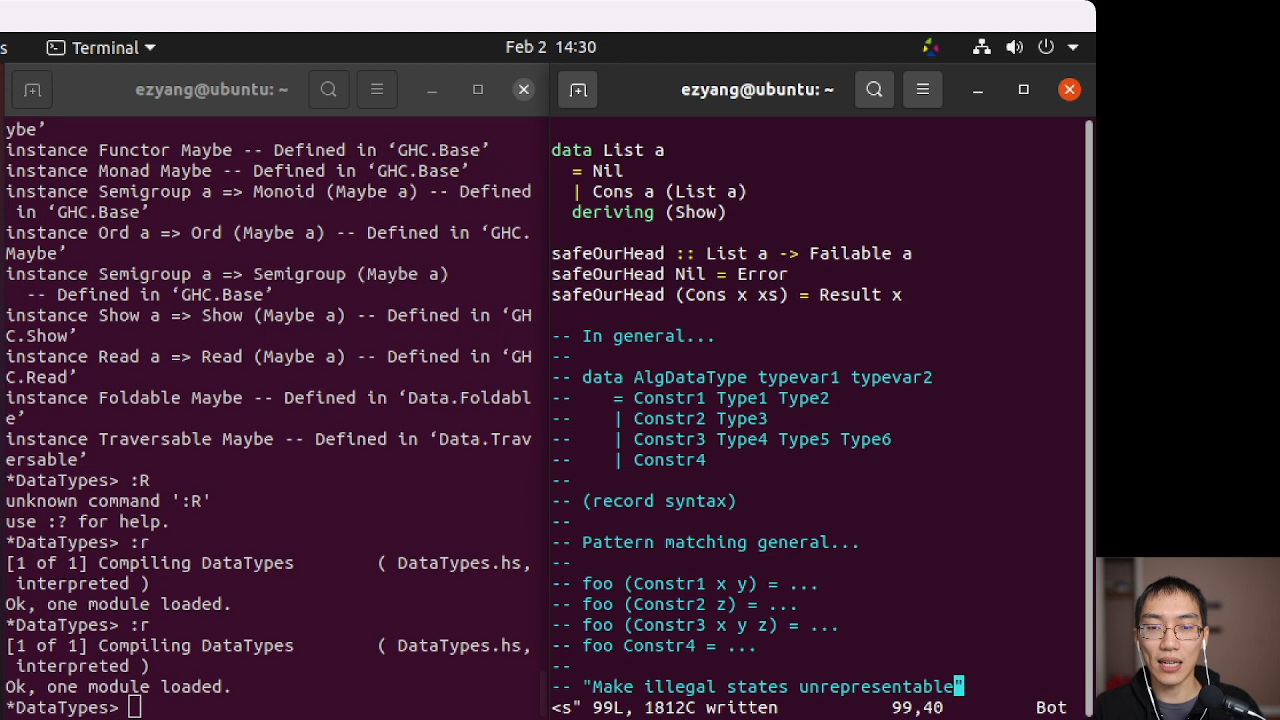 s Terminal Feb 2 14:30
ezyang@ubuntu: ~
ybe’
instance Functor Maybe -- Defined in ‘GHC.Base’
instance Monad Maybe -- Defined in ‘GHC.Base’
instance Semigroup a => Monoid (Maybe a) -- Defined
 in ‘GHC.Base’
instance Ord a => Ord (Maybe a) -- Defined in ‘GHC.
Maybe’
instance Semigroup a => Semigroup (Maybe a)
  -- Defined in ‘GHC.Base’
instance Show a => Show (Maybe a) -- Defined in ‘GH
C.Show’
instance Read a => Read (Maybe a) -- Defined in ‘GH
C.Read’
instance Foldable Maybe -- Defined in ‘Data.Foldabl
e’
instance Traversable Maybe -- Defined in ‘Data.Trav
ersable’
*DataTypes> :R
unknown command ':R'
use :? for help.
*DataTypes> :r
[1 of 1] Compiling DataTypes        ( DataTypes.hs,
 interpreted )
Ok, one module loaded.
*DataTypes> :r
[1 of 1] Compiling DataTypes        ( DataTypes.hs,
 interpreted )
Ok, one module loaded.
*DataTypes>
ezyang@ubuntu: ~
data List a
  = Nil
  | Cons a (List a)
  deriving (Show)
safeOurHead :: List a -> Failable a
safeOurHead Nil = Error
safeOurHead (Cons x xs) = Result x
-- In general...
--
-- data AlgDataType typevar1 typevar2
--    = Constr1 Type1 Type2
--    | Constr2 Type3
--    | Constr3 Type4 Type5 Type6
--    | Constr4
--
-- (record syntax)
--
-- Pattern matching general...
--
-- foo (Constr1 x y) = ...
-- foo (Constr2 z) = ...
-- foo (Constr3 x y z) = ...
-- foo Constr4 = ...
--
-- "Make illegal states unrepresentable"
<s" 99L, 1812C written           99,40         Bot